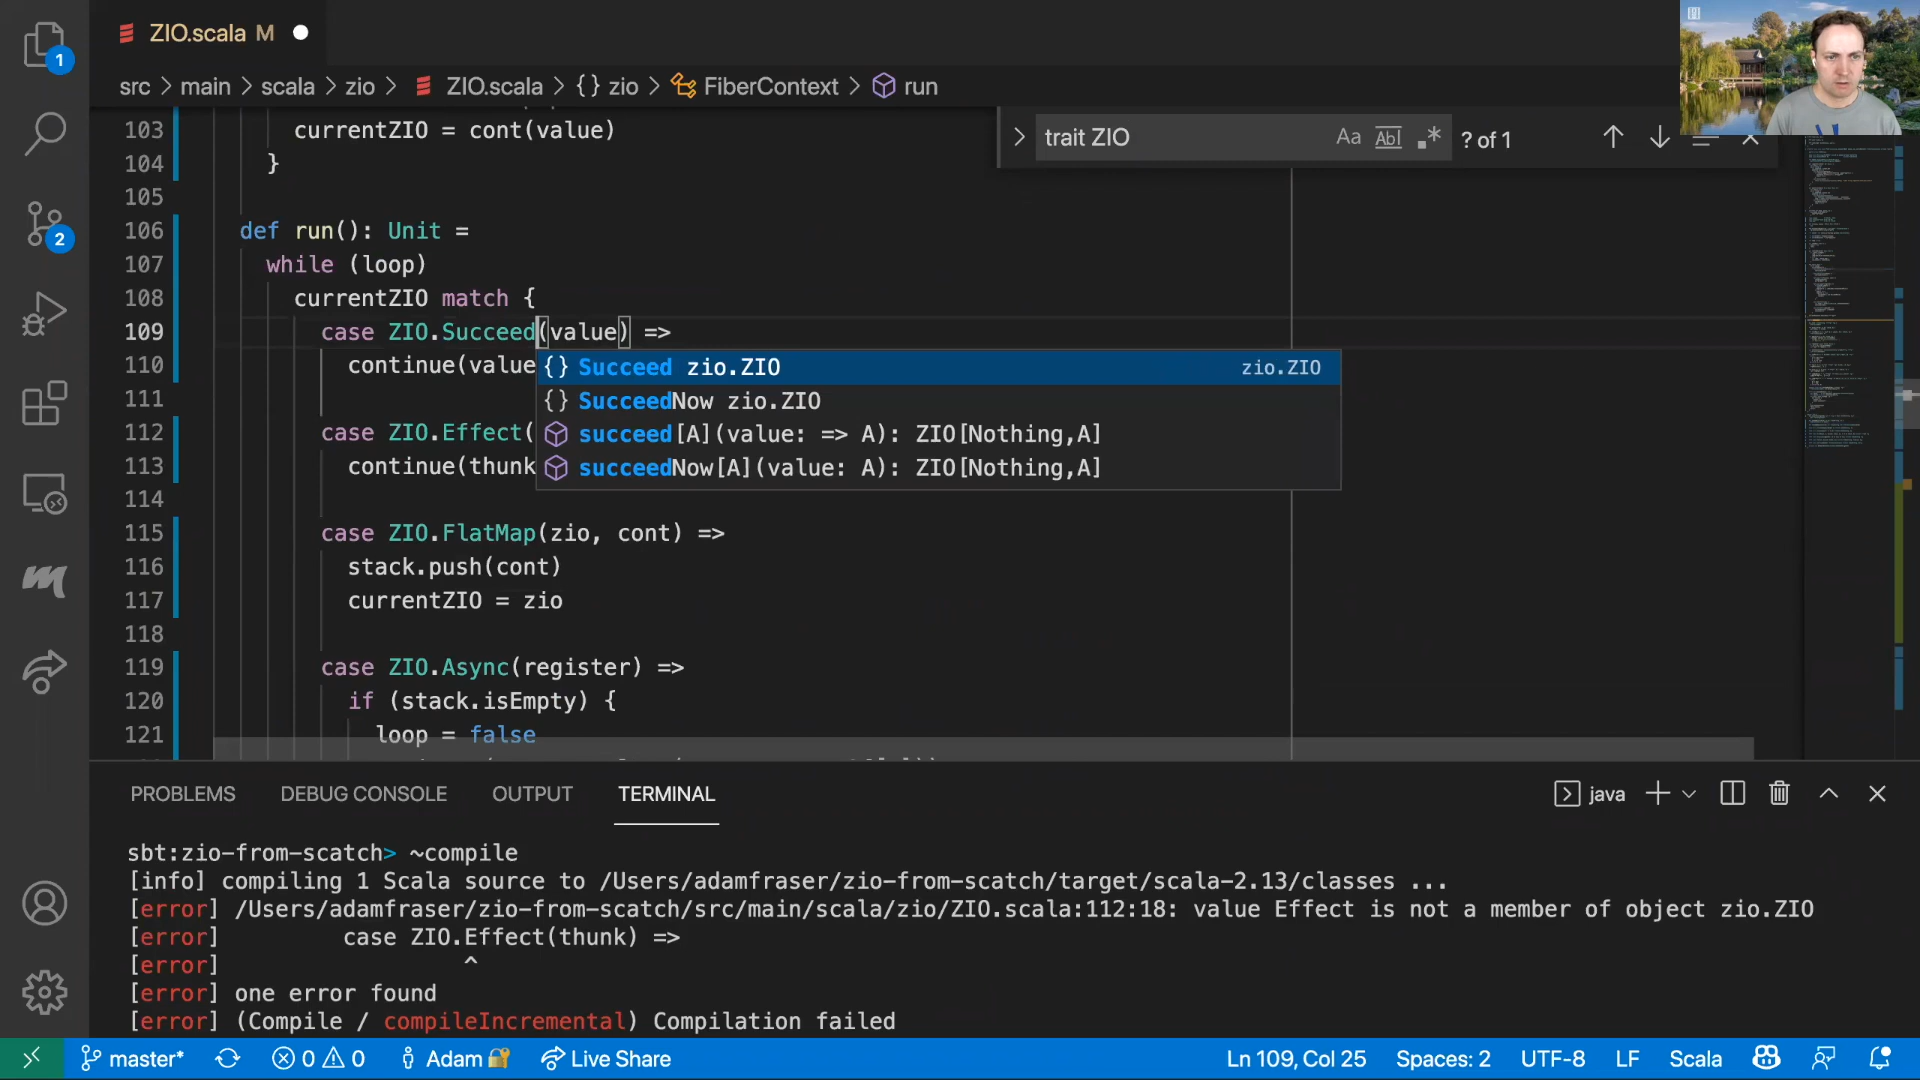 1
2
ZIO.scala M
src > main > scala > zio > ZIO.scala > {} zio > FiberContext > run
trait ZIO
Aa Abl .* ? of 1
103 currentZIO = cont(value)
104 }
105
106 def run(): Unit =
107 while (loop)
108 currentZIO match {
109 case ZIO.Succeed(value) =>
110 continue(value
111
112 case ZIO.Effect(
113 continue(thunk
114
115 case ZIO.FlatMap(zio, cont) =>
116 stack.push(cont)
117 currentZIO = zio
118
119 case ZIO.Async(register) =>
120 if (stack.isEmpty) {
121 loop = false
{} Succeed zio.ZIO zio.ZIO
{} SucceedNow zio.ZIO
succeed[A](value: => A): ZIO[Nothing,A]
succeedNow[A](value: A): ZIO[Nothing,A]
PROBLEMS DEBUG CONSOLE OUTPUT TERMINAL java
sbt:zio-from-scatch> ~compile
[info] compiling 1 Scala source to /Users/adamfraser/zio-from-scatch/target/scala-2.13/classes ...
[error] /Users/adamfraser/zio-from-scatch/src/main/scala/zio/ZIO.scala:112:18: value Effect is not a member of object zio.ZIO
[error] case ZIO.Effect(thunk) =>
[error] ^
[error] one error found
[error] (Compile / compileIncremental) Compilation failed
master* 0 0 Adam Live Share Ln 109, Col 25 Spaces: 2 UTF-8 LF Scala